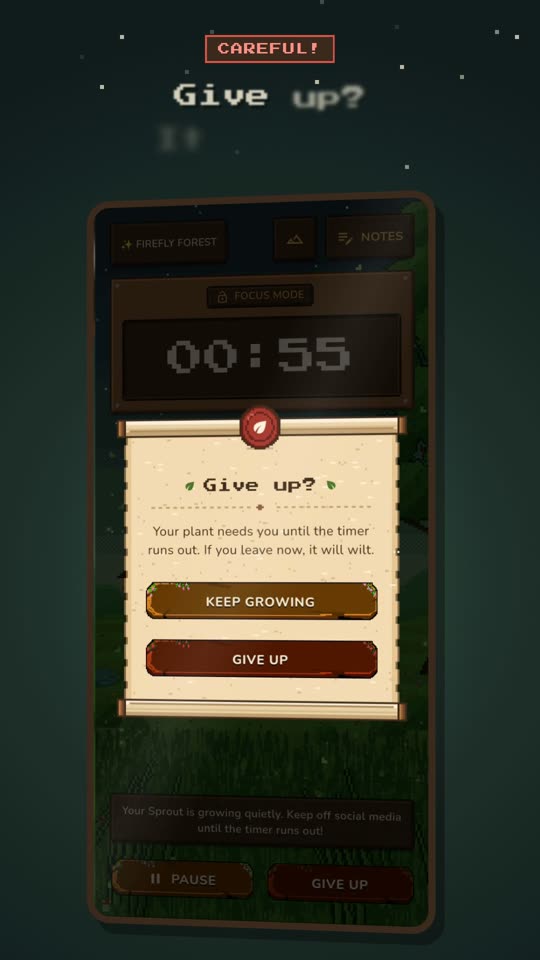 CAREFUL!
Give up?
It
FIREFLY FOREST
NOTES
FOCUS MODE
00:55
Give up?
Your plant needs you until the timer
runs out. If you leave now, it will wilt.
KEEP GROWING
GIVE UP
Your Sprout is growing quietly. Keep off social media
until the timer runs out!
PAUSE
GIVE UP